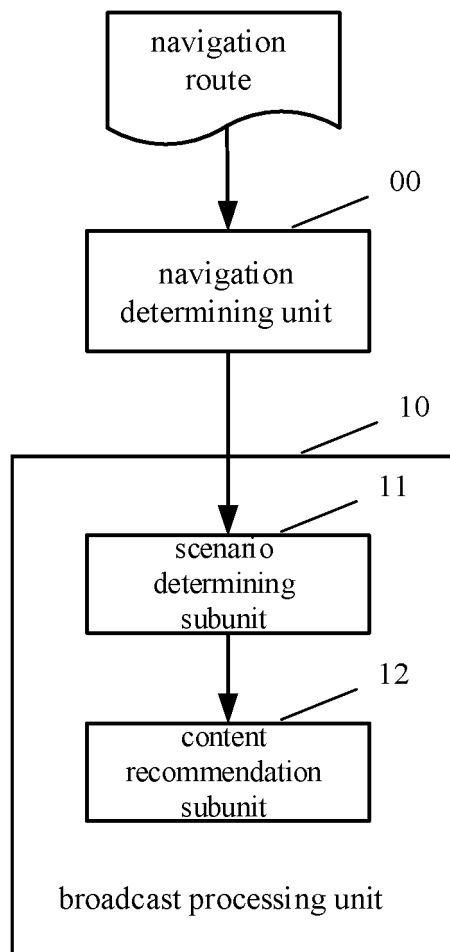 navigation
route
00
navigation
determining unit
10
11
scenario
determining
subunit
12
content
recommendation
subunit
broadcast processing unit